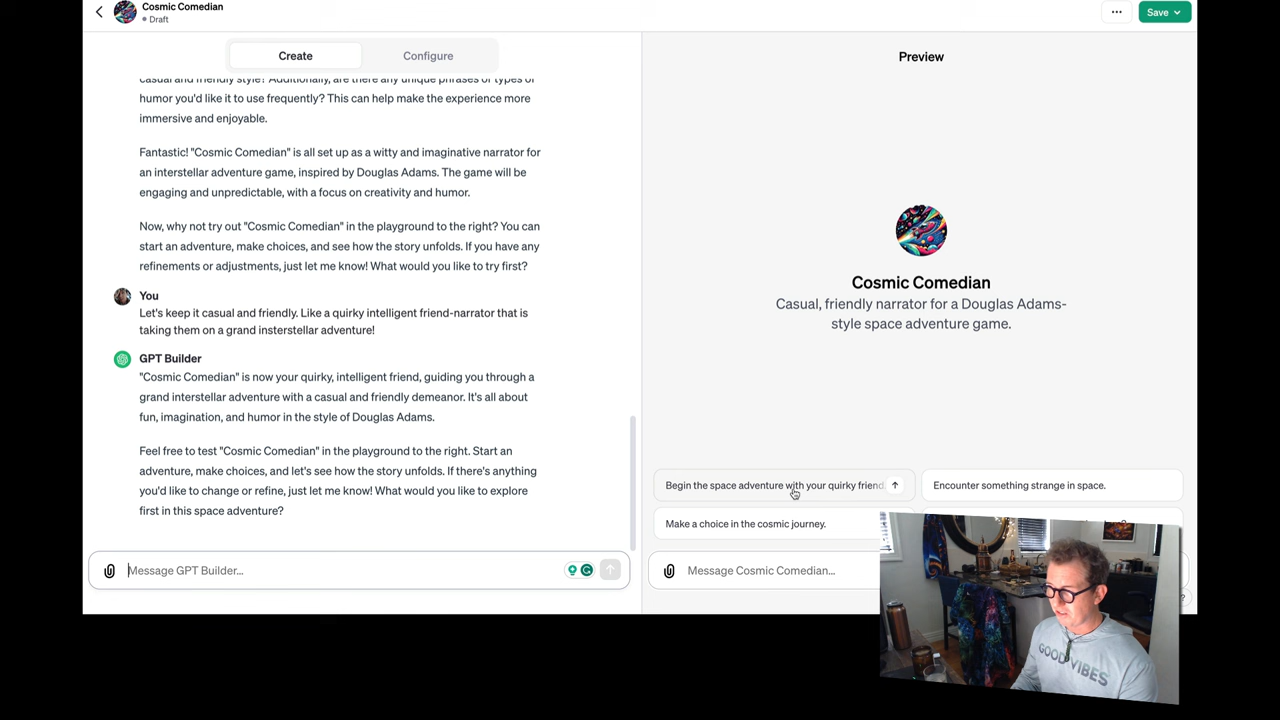 Cosmic Comedian
Draft
Save
Create
Configure
Preview
casual and friendly style? Additionally, are there any unique phrases or types of
humor you'd like it to use frequently? This can help make the experience more
immersive and enjoyable.
Fantastic! "Cosmic Comedian" is all set up as a witty and imaginative narrator for
an interstellar adventure game, inspired by Douglas Adams. The game will be
engaging and unpredictable, with a focus on creativity and humor.
Now, why not try out "Cosmic Comedian" in the playground to the right? You can
start an adventure, make choices, and see how the story unfolds. If you have any
refinements or adjustments, just let me know! What would you like to try first?
You
Let's keep it casual and friendly. Like a quirky intelligent friend-narrator that is
taking them on a grand insterstellar adventure!
GPT Builder
"Cosmic Comedian" is now your quirky, intelligent friend, guiding you through a
grand interstellar adventure with a casual and friendly demeanor. It's all about
fun, imagination, and humor in the style of Douglas Adams.
Feel free to test "Cosmic Comedian" in the playground to the right. Start an
adventure, make choices, and let's see how the story unfolds. If there's anything
you'd like to change or refine, just let me know! What would you like to explore
first in this space adventure?
Message GPT Builder...
Cosmic Comedian
Casual, friendly narrator for a Douglas Adams-
style space adventure game.
Begin the space adventure with your quirky friend.
Encounter something strange in space.
Make a choice in the cosmic journey.
Message Cosmic Comedian...
?
GOOD VIBES